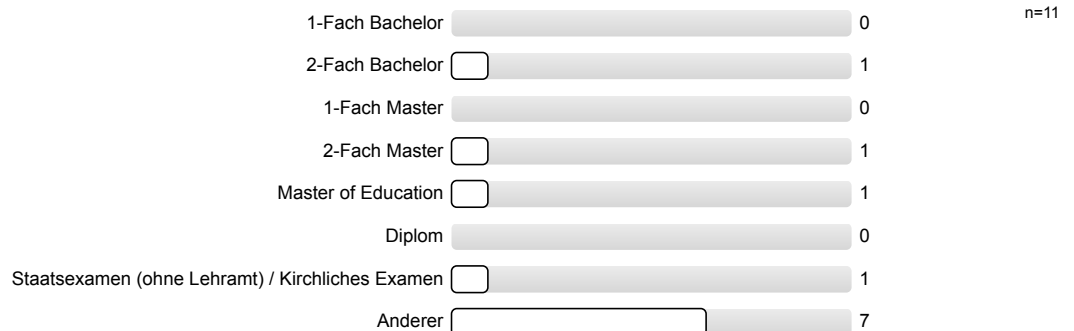 n=11
1-Fach Bachelor 0
2-Fach Bachelor 1
1-Fach Master 0
2-Fach Master 1
Master of Education 1
Diplom 0
Staatsexamen (ohne Lehramt) / Kirchliches Examen 1
Anderer 7